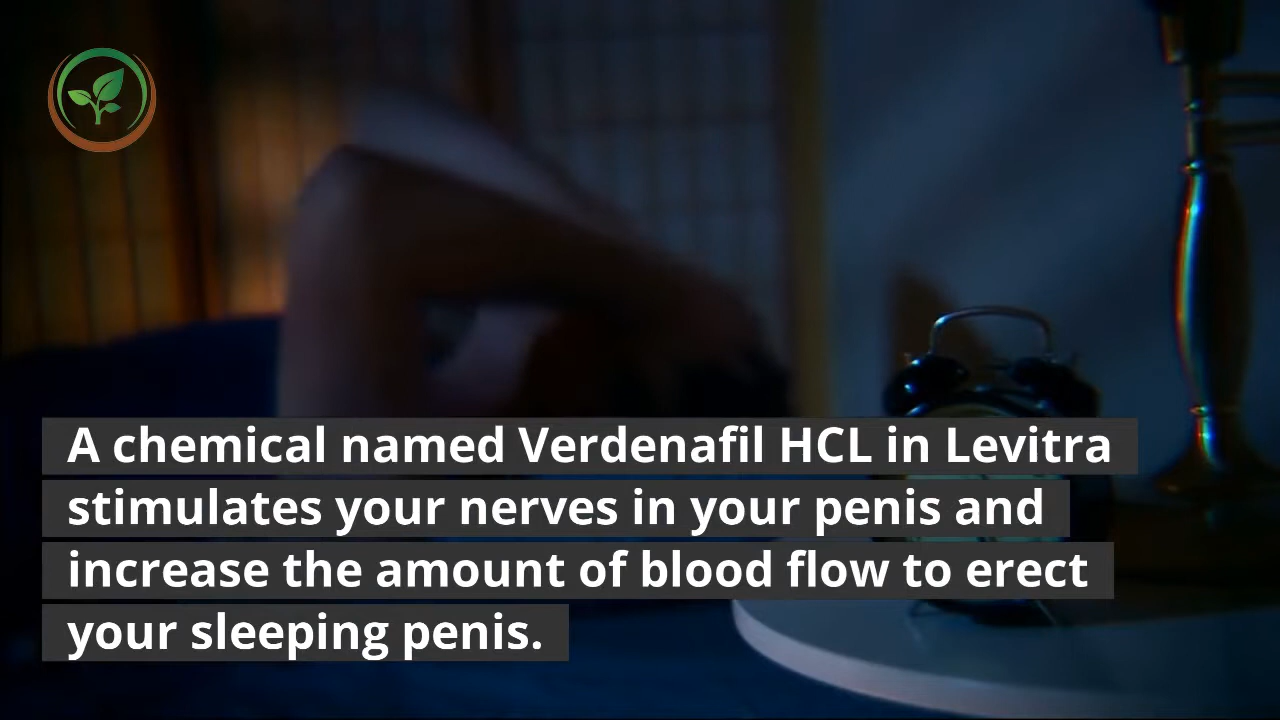 A chemical named Verdenafil HCL in Levitra
stimulates your nerves in your penis and
increase the amount of blood flow to erect
your sleeping penis.